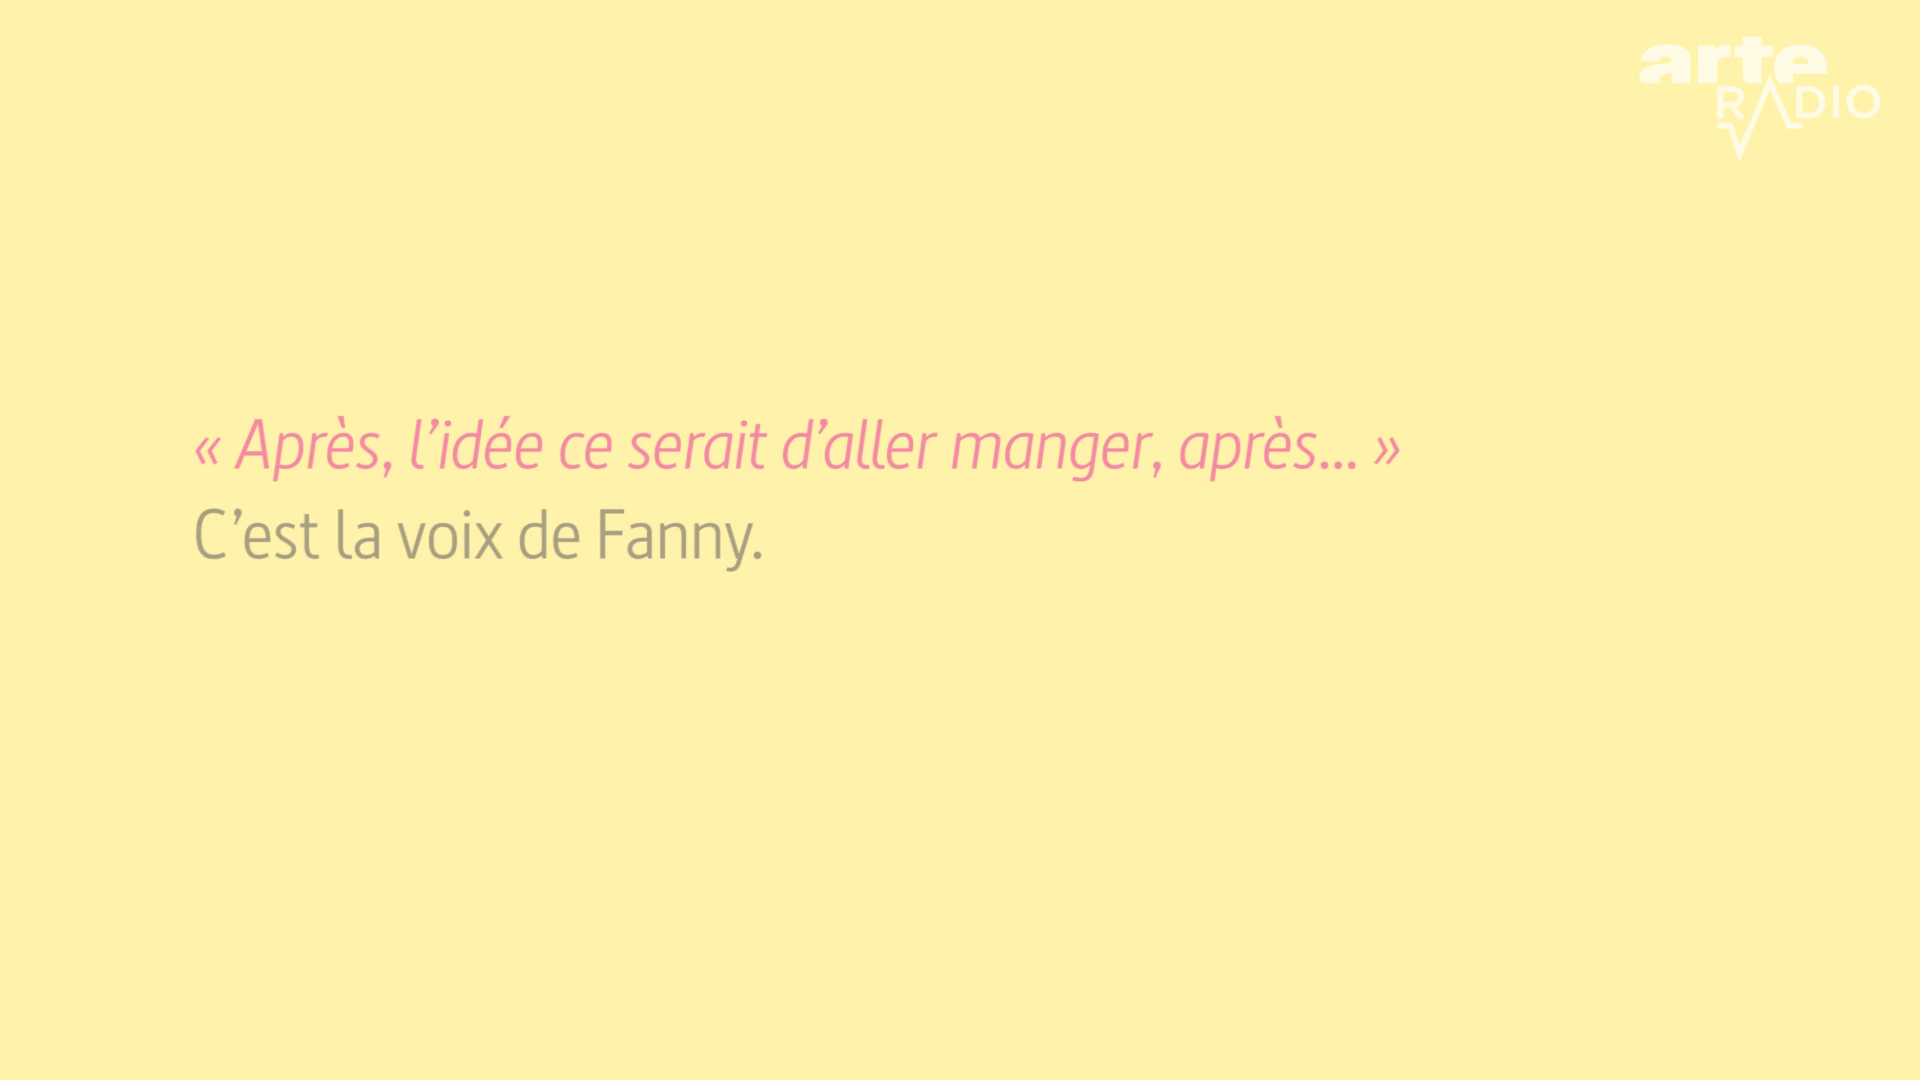 arte
RADIO
« Après, l’idée ce serait d’aller manger, après... »
C’est la voix de Fanny.